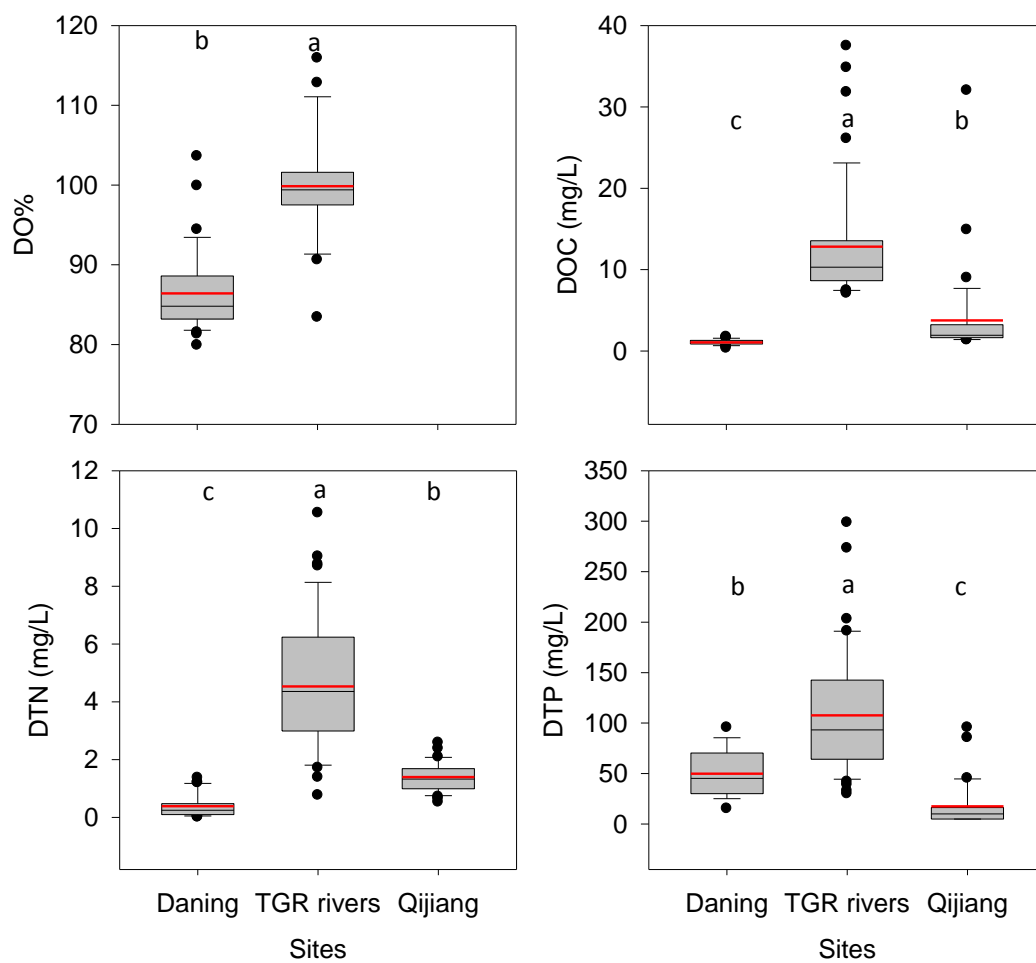 DO%
120
110
100
90
80
70
b
a
DOC (mg/L)
40
30
20
10
0
c
a
b
DTN (mg/L)
12
10
8
6
4
2
0
c
a
b
Daning
TGR rivers
Qijiang
Sites
DTP (mg/L)
350
300
250
200
150
100
50
0
b
a
c
Daning
TGR rivers
Qijiang
Sites